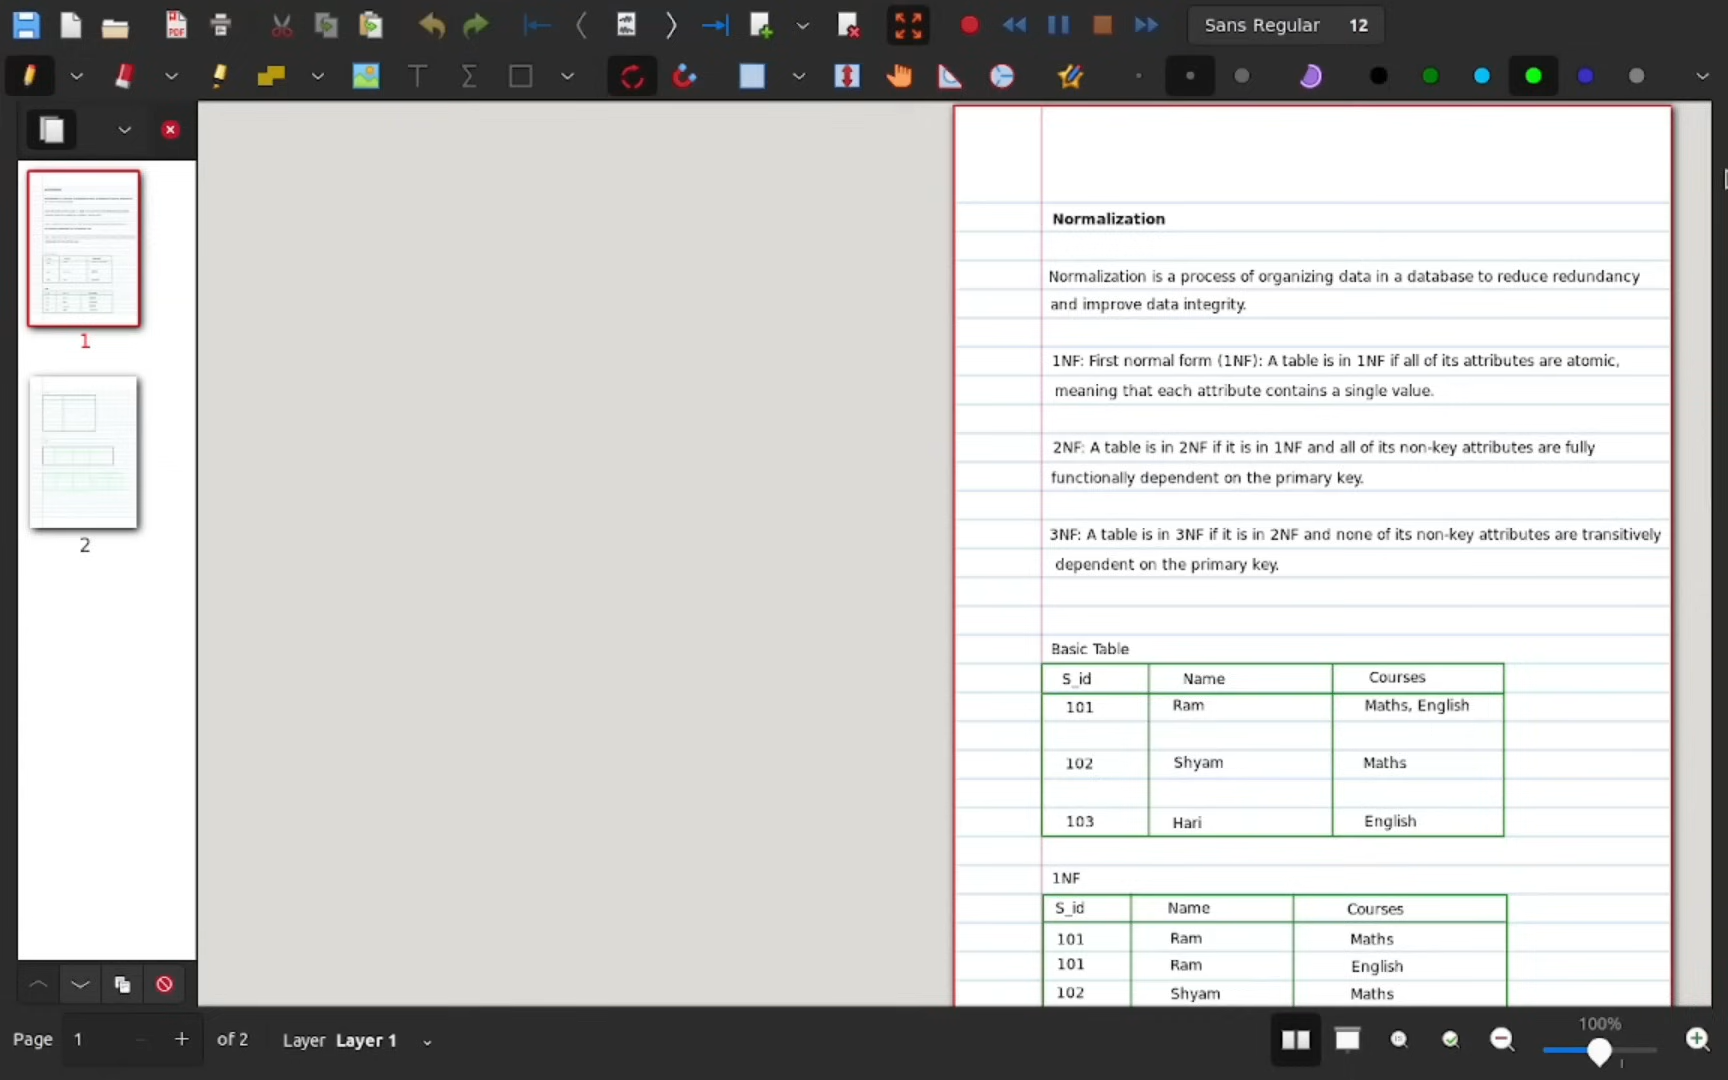 Sans Regular 12
PDF
T
1
2
Normalization
Normalization is a process of organizing data in a database to reduce redundancy
and improve data integrity.
1NF: First normal form (1NF): A table is in 1NF if all of its attributes are atomic,
meaning that each attribute contains a single value.
2NF: A table is in 2NF if it is in 1NF and all of its non-key attributes are fully
functionally dependent on the primary key.
3NF: A table is in 3NF if it is in 2NF and none of its non-key attributes are transitively
dependent on the primary key.
Basic Table
S_id Name Courses
101 Ram Maths, English
102 Shyam Maths
103 Hari English
1NF
S_id Name Courses
101 Ram Maths
101 Ram English
102 Shyam Maths
Page 1 of 2 Layer Layer 1 100%